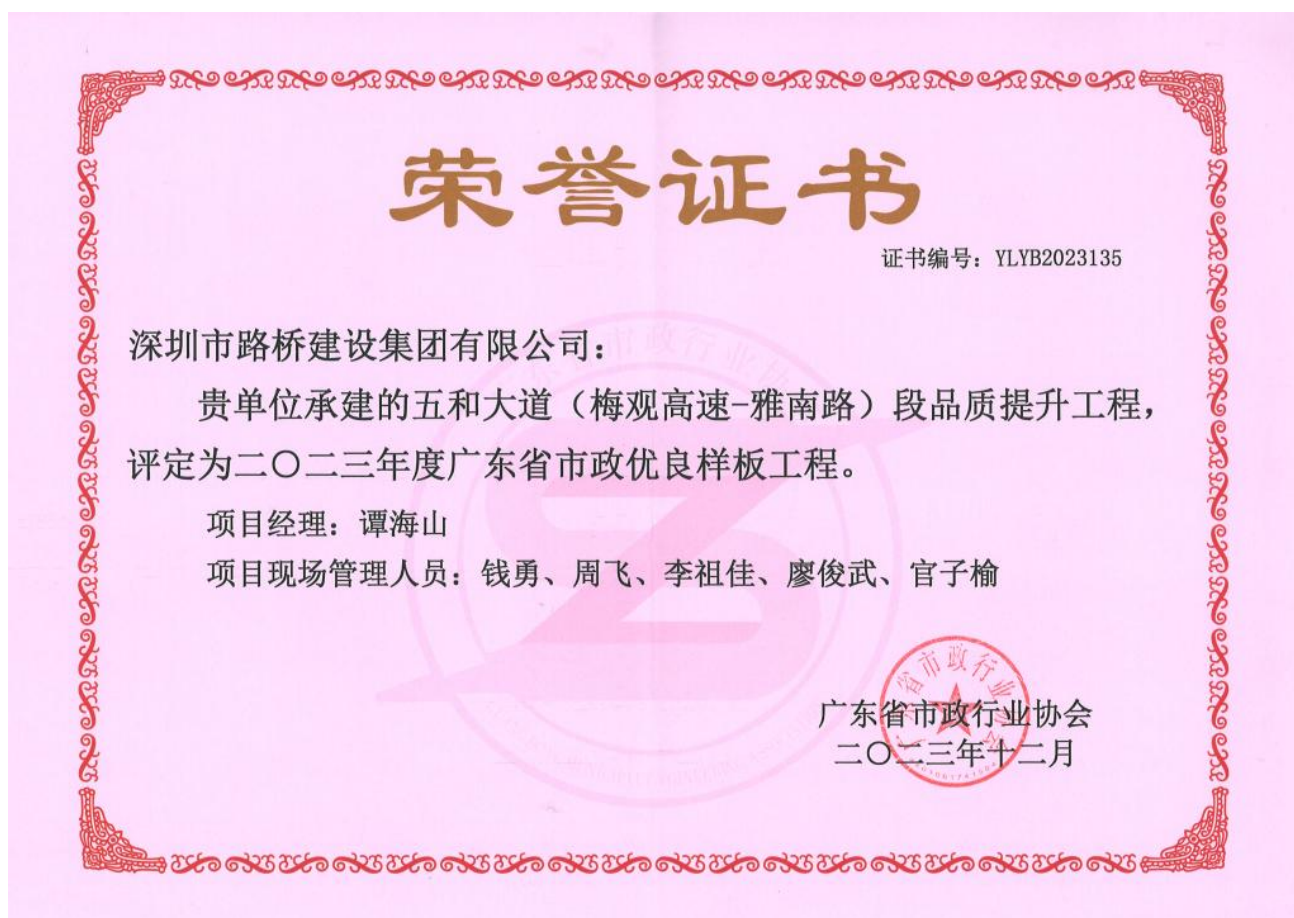 荣誉证书
证书编号：YLYB2023135
深圳市路桥建设集团有限公司：
贵单位承建的五和大道（梅观高速-雅南路）段品质提升工程，
评定为二〇二三年度广东省市政优良样板工程。
项目经理：谭海山
项目现场管理人员：钱勇、周飞、李祖佳、廖俊武、官子榆
广东省市政行业协会
二〇二三年十二月